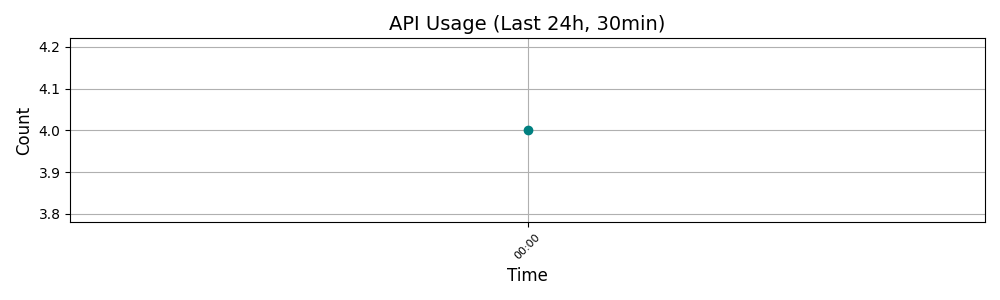 API Usage (Last 24h, 30min)
4.2
4.1
4.0
3.9
3.8
Count
00:00
Time